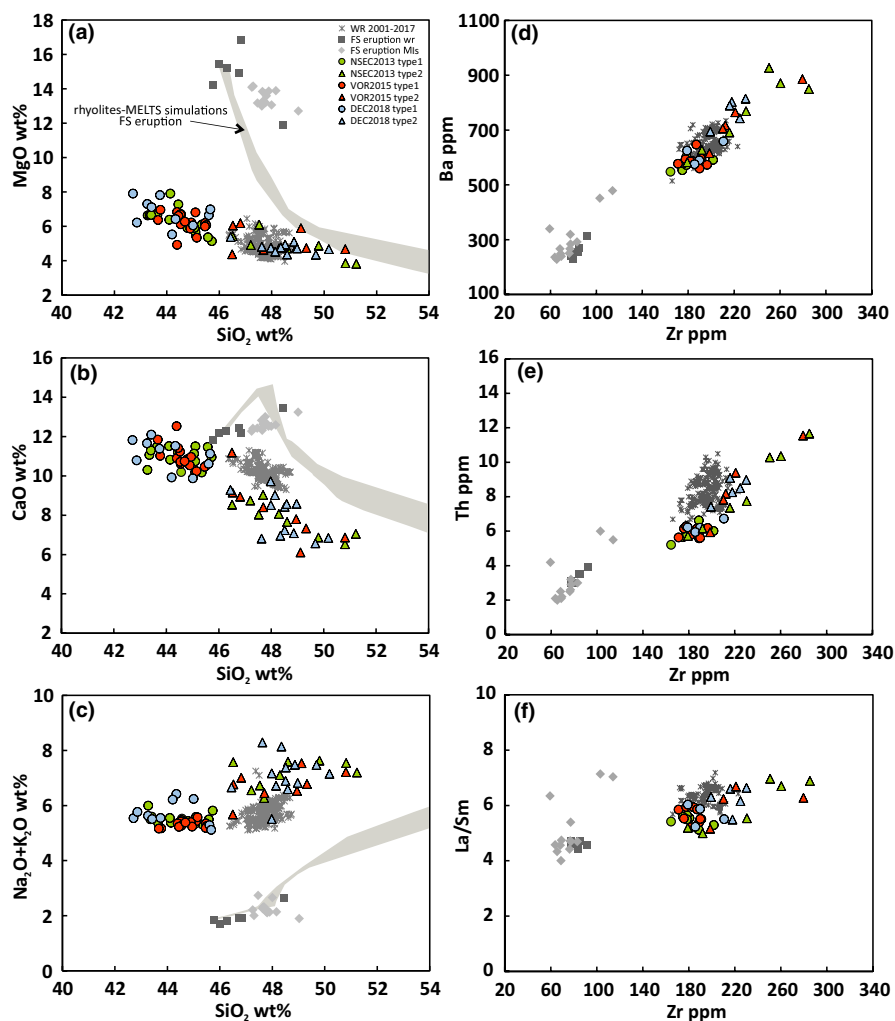 (a)
WR 2001-2017
FS eruption wr
FS eruption MIs
NSEC2013 type1
NSEC2013 type2
VOR2015 type1
VOR2015 type2
DEC2018 type1
DEC2018 type2
rhyolites-MELTS simulations
FS eruption
MgO wt%
18
16
14
12
10
8
6
4
2
40 42 44 46 48 50 52 54
SiO2 wt%
(d)
Ba ppm
1100
900
700
500
300
100
20 60 100 140 180 220 260 300 340
Zr ppm
(b)
CaO wt%
16
14
12
10
8
6
4
2
40 42 44 46 48 50 52 54
SiO2 wt%
(e)
Th ppm
16
14
12
10
8
6
4
2
0
20 60 100 140 180 220 260 300 340
Zr ppm
(c)
Na2O+K2O wt%
10
8
6
4
2
0
40 42 44 46 48 50 52 54
SiO2 wt%
(f)
La/Sm
10
8
6
4
2
0
20 60 100 140 180 220 260 300 340
Zr ppm